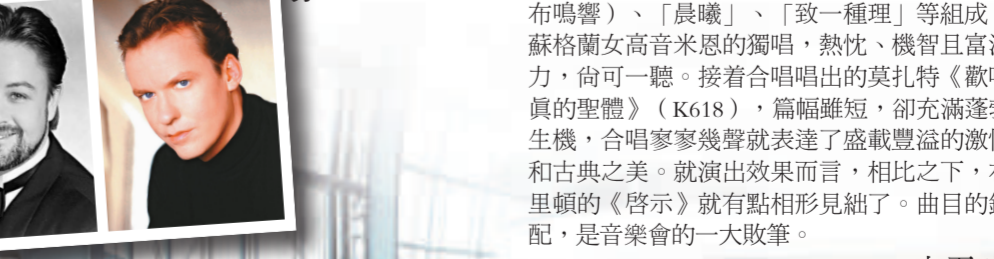 布鳴響）、「晨曦」、「致一種理」等組成
蘇格蘭女高音米恩的獨唱，熱忱、機智且富
力，尚可一聽。接着合唱唱出的莫扎特《歡
眞的聖體》（K618），篇幅雖短，卻充滿蓬
生機，合唱寥寥幾聲就表達了盛載豐溢的激
和古典之美。就演出效果而言，相比之下，
里頓的《啓示》就有點相形見絀了。曲目的
配，是音樂會的一大敗筆。